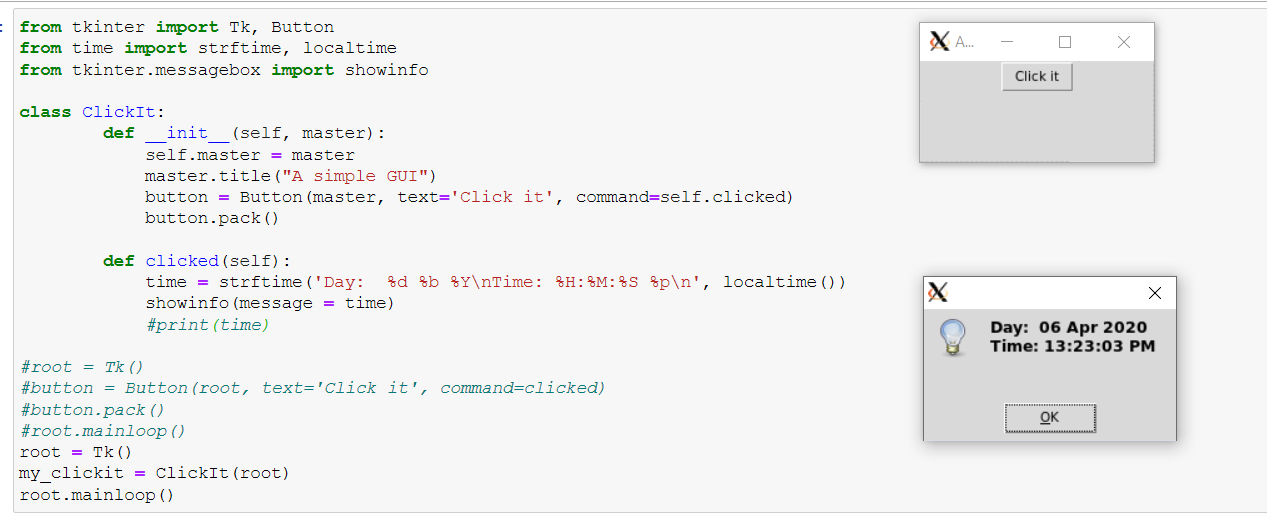 :
from tkinter import Tk, Button
from time import strftime, localtime
from tkinter.messagebox import showinfo
class ClickIt:
        def __init__(self, master):
            self.master = master
            master.title("A simple GUI")
            button = Button(master, text='Click it', command=self.clicked)
            button.pack()
        def clicked(self):
            time = strftime('Day:  %d %b %Y\nTime: %H:%M:%S %p\n', localtime())
            showinfo(message = time)
            #print(time)
#root = Tk()
#button = Button(root, text='Click it', command=clicked)
#button.pack()
#root.mainloop()
root = Tk()
my_clickit = ClickIt(root)
root.mainloop()
A...
Click it
Day:  06 Apr 2020
Time: 13:23:03 PM
OK